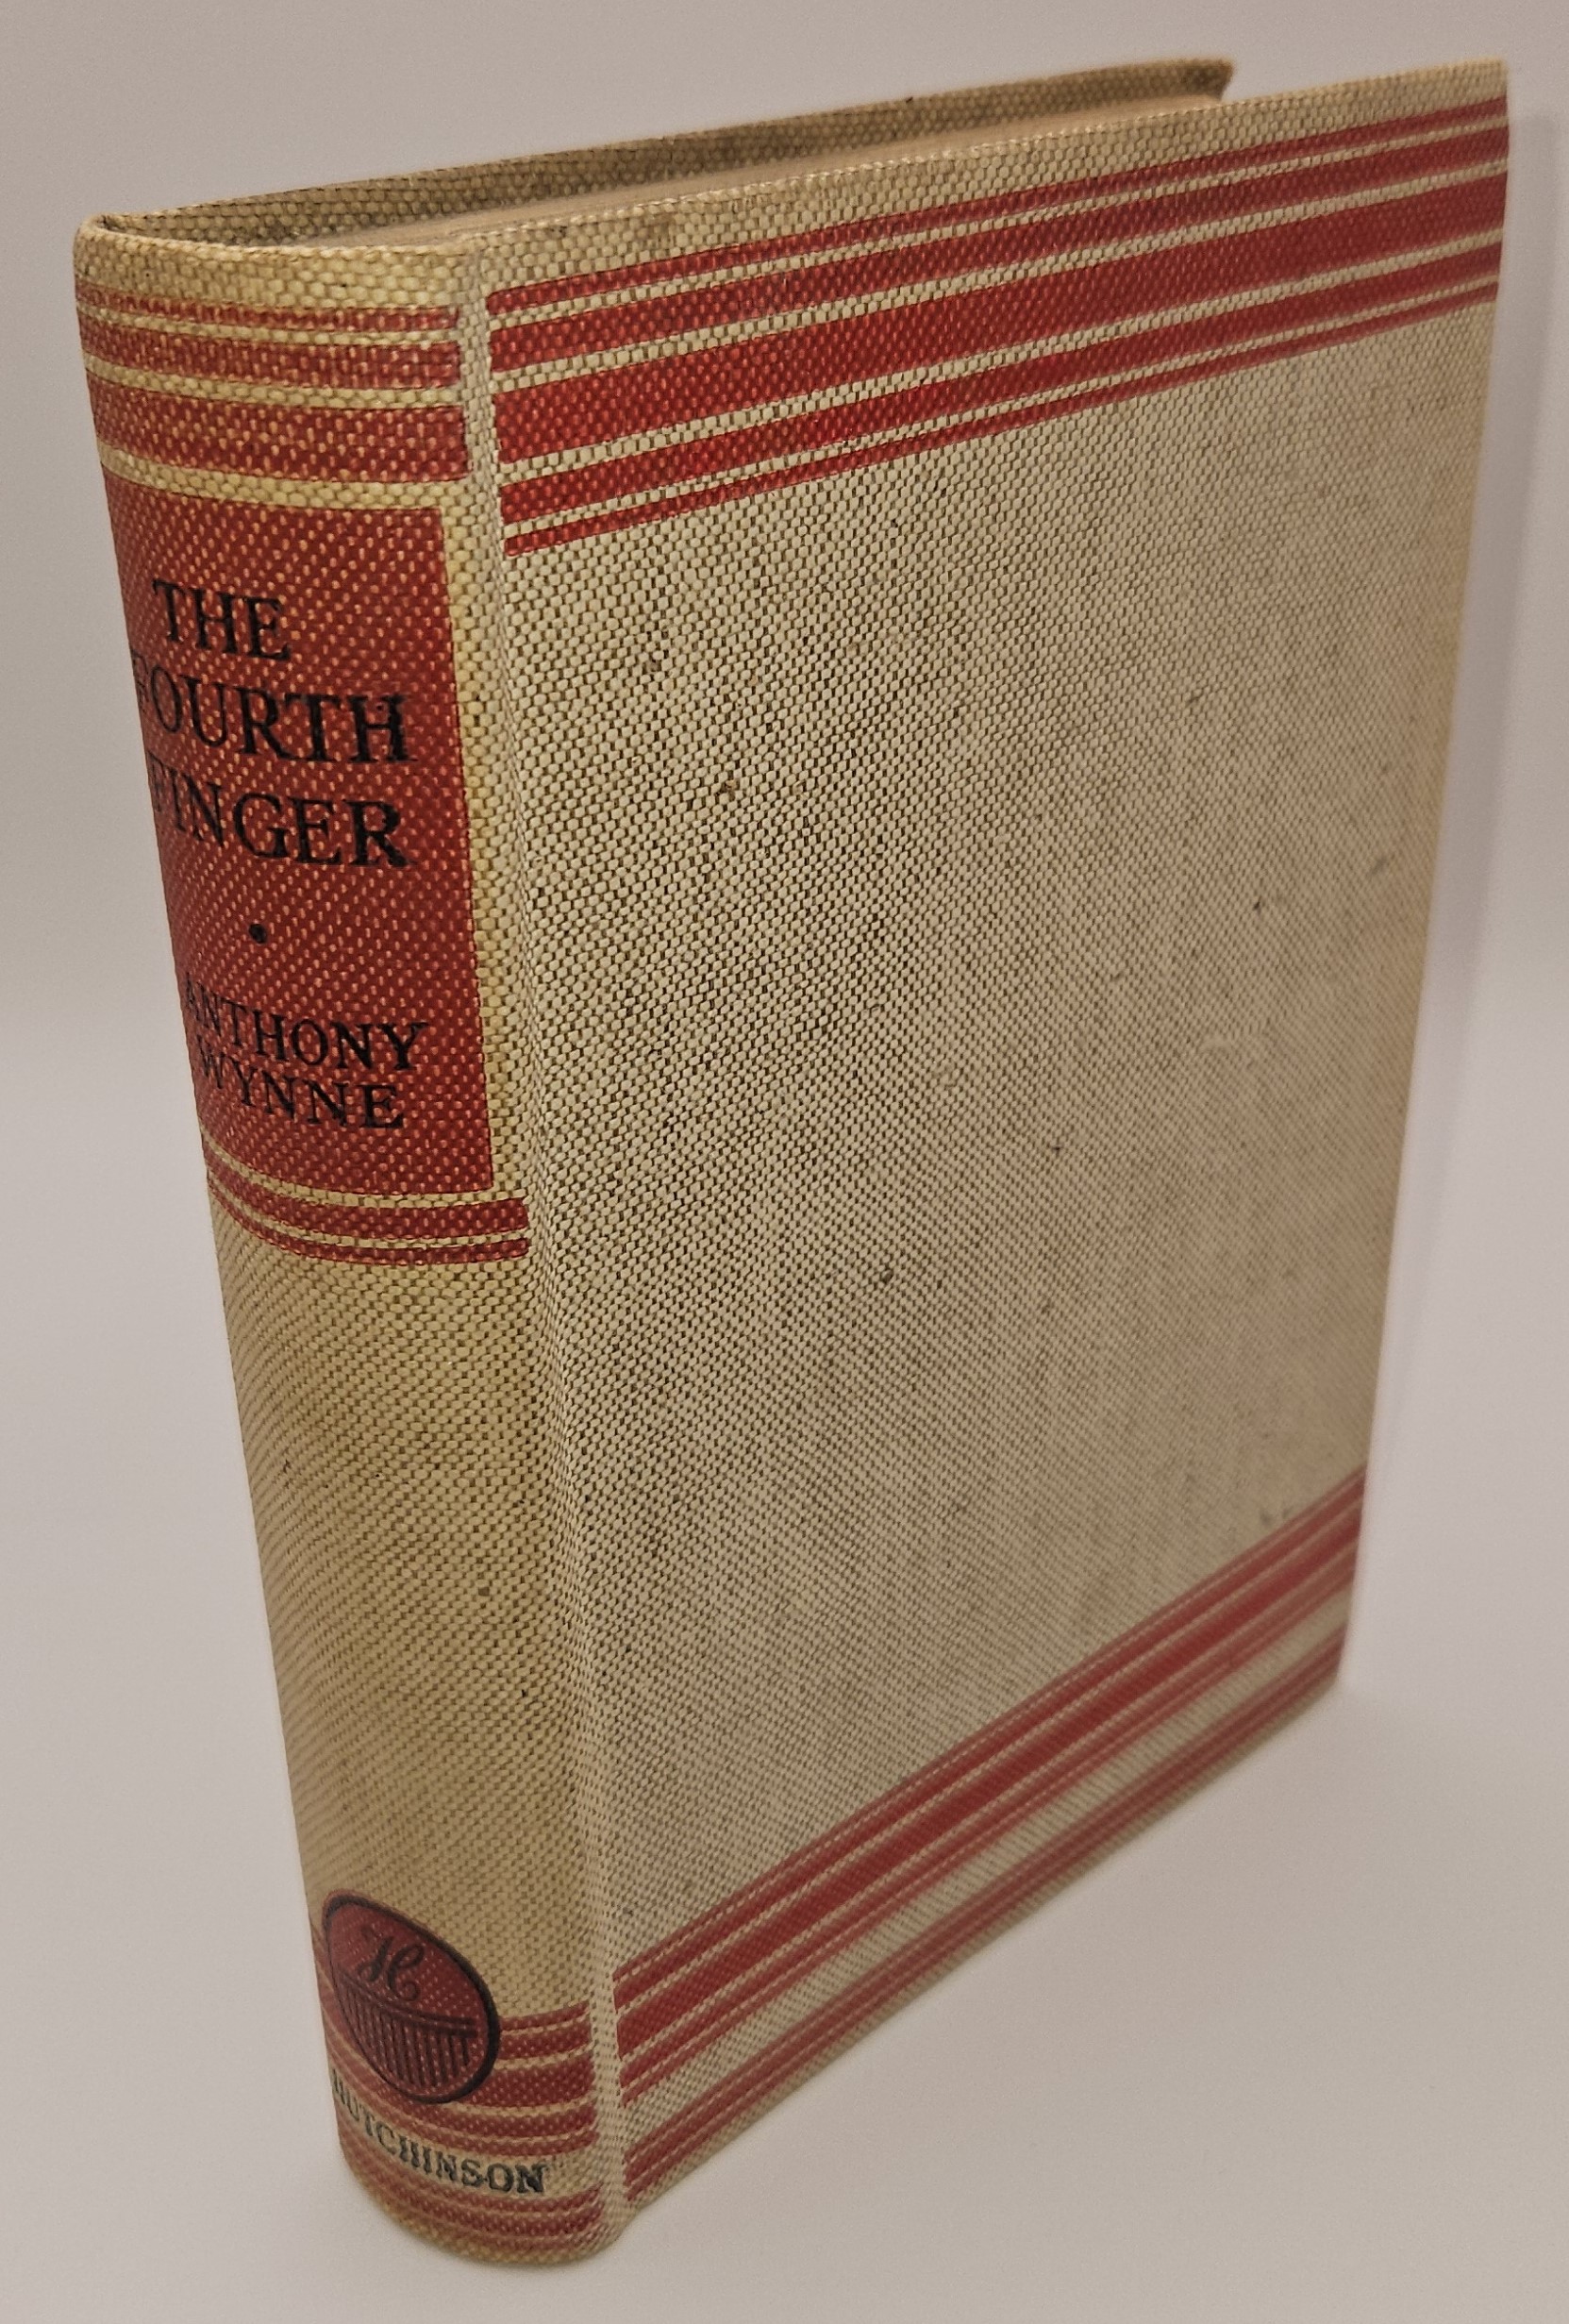 THE
FOURTH
FINGER
•
ANTHONY
WYNNE
H
HUTCHINSON